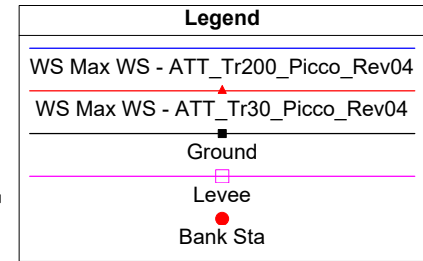 Legend
WS Max WS - ATT_Tr200_Picco_Rev04
WS Max WS - ATT_Tr30_Picco_Rev04
Ground
Levee
Bank Sta